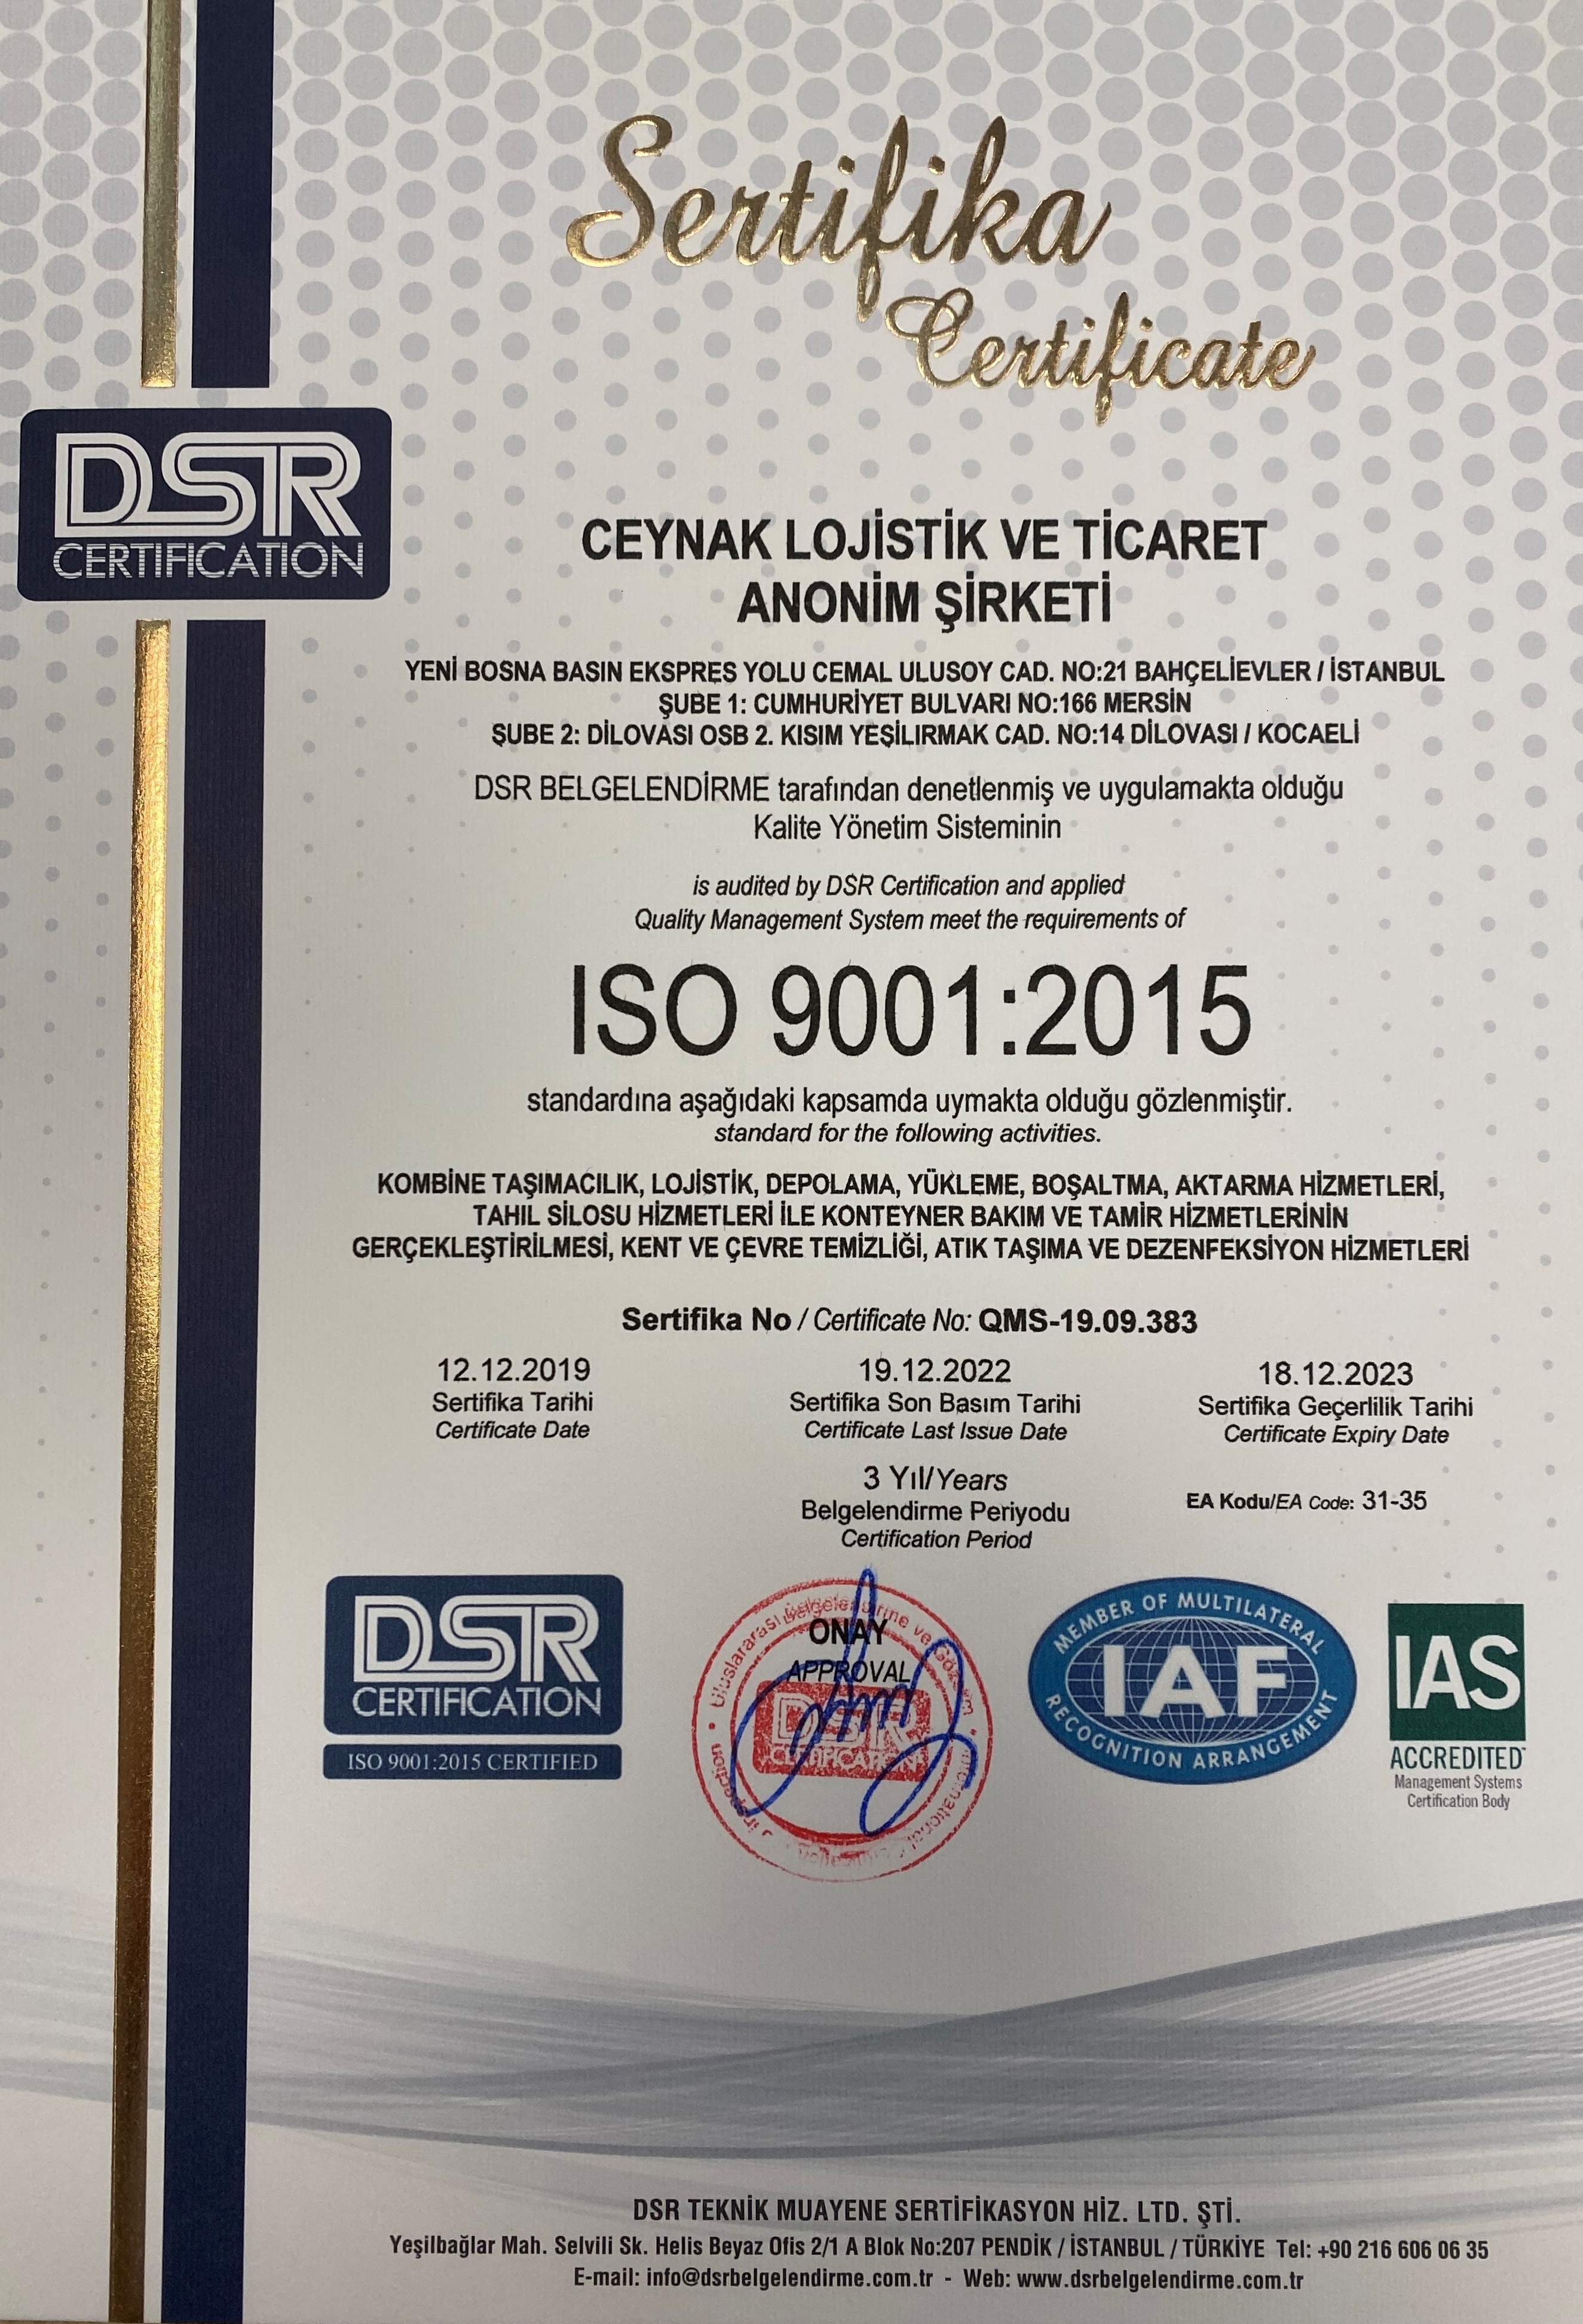 Sertifika
Certificate
DSR
CERTIFICATION
CEYNAK LOJİSTİK VE TİCARET
ANONİM ŞİRKETİ
YENİ BOSNA BASIN EKSPRES YOLU CEMAL ULUSOY CAD. NO:21 BAHÇELİEVLER / İSTANBUL
ŞUBE 1: CUMHURİYET BULVARI NO:166 MERSİN
ŞUBE 2: DİLOVASI OSB 2. KISIM YEŞİLIRMAK CAD. NO:14 DİLOVASI / KOCAELİ
DSR BELGELENDİRME tarafından denetlenmiş ve uygulamakta olduğu
Kalite Yönetim Sisteminin
is audited by DSR Certification and applied
Quality Management System meet the requirements of
ISO 9001:2015
standardına aşağıdaki kapsamda uymakta olduğu gözlenmiştir.
standard for the following activities.
KOMBİNE TAŞIMACILIK, LOJİSTİK, DEPOLAMA, YÜKLEME, BOŞALTMA, AKTARMA HİZMETLERİ,
TAHIL SİLOSU HİZMETLERİ İLE KONTEYNER BAKIM VE TAMİR HİZMETLERİNİN
GERÇEKLEŞTİRİLMESİ, KENT VE ÇEVRE TEMİZLİĞİ, ATIK TAŞIMA VE DEZENFEKSİYON HİZMETLERİ
Sertifika No / Certificate No: QMS-19.09.383
12.12.2019
Sertifika Tarihi
Certificate Date
19.12.2022
Sertifika Son Basım Tarihi
Certificate Last Issue Date
18.12.2023
Sertifika Geçerlilik Tarihi
Certificate Expiry Date
3 Yıl/Years
Belgelendirme Periyodu
Certification Period
EA Kodu/EA Code: 31-35
DSR
CERTIFICATION
ISO 9001:2015 CERTIFIED
ONAY
APPROVAL
Uluslararası Belgelendirme ve
DSR
CERTIFICATION
MEMBER OF MULTILATERAL
IAF
RECOGNITION ARRANGEMENT
IAS
ACCREDITED
Management Systems
Certification Body
DSR TEKNİK MUAYENE SERTİFİKASYON HİZ. LTD. ŞTİ.
Yeşilbağlar Mah. Selvili Sk. Helis Beyaz Ofis 2/1 A Blok No:207 PENDİK / İSTANBUL / TÜRKİYE Tel: +90 216 606 06 35
E-mail: info@dsrbelgelendirme.com.tr - Web: www.dsrbelgelendirme.com.tr